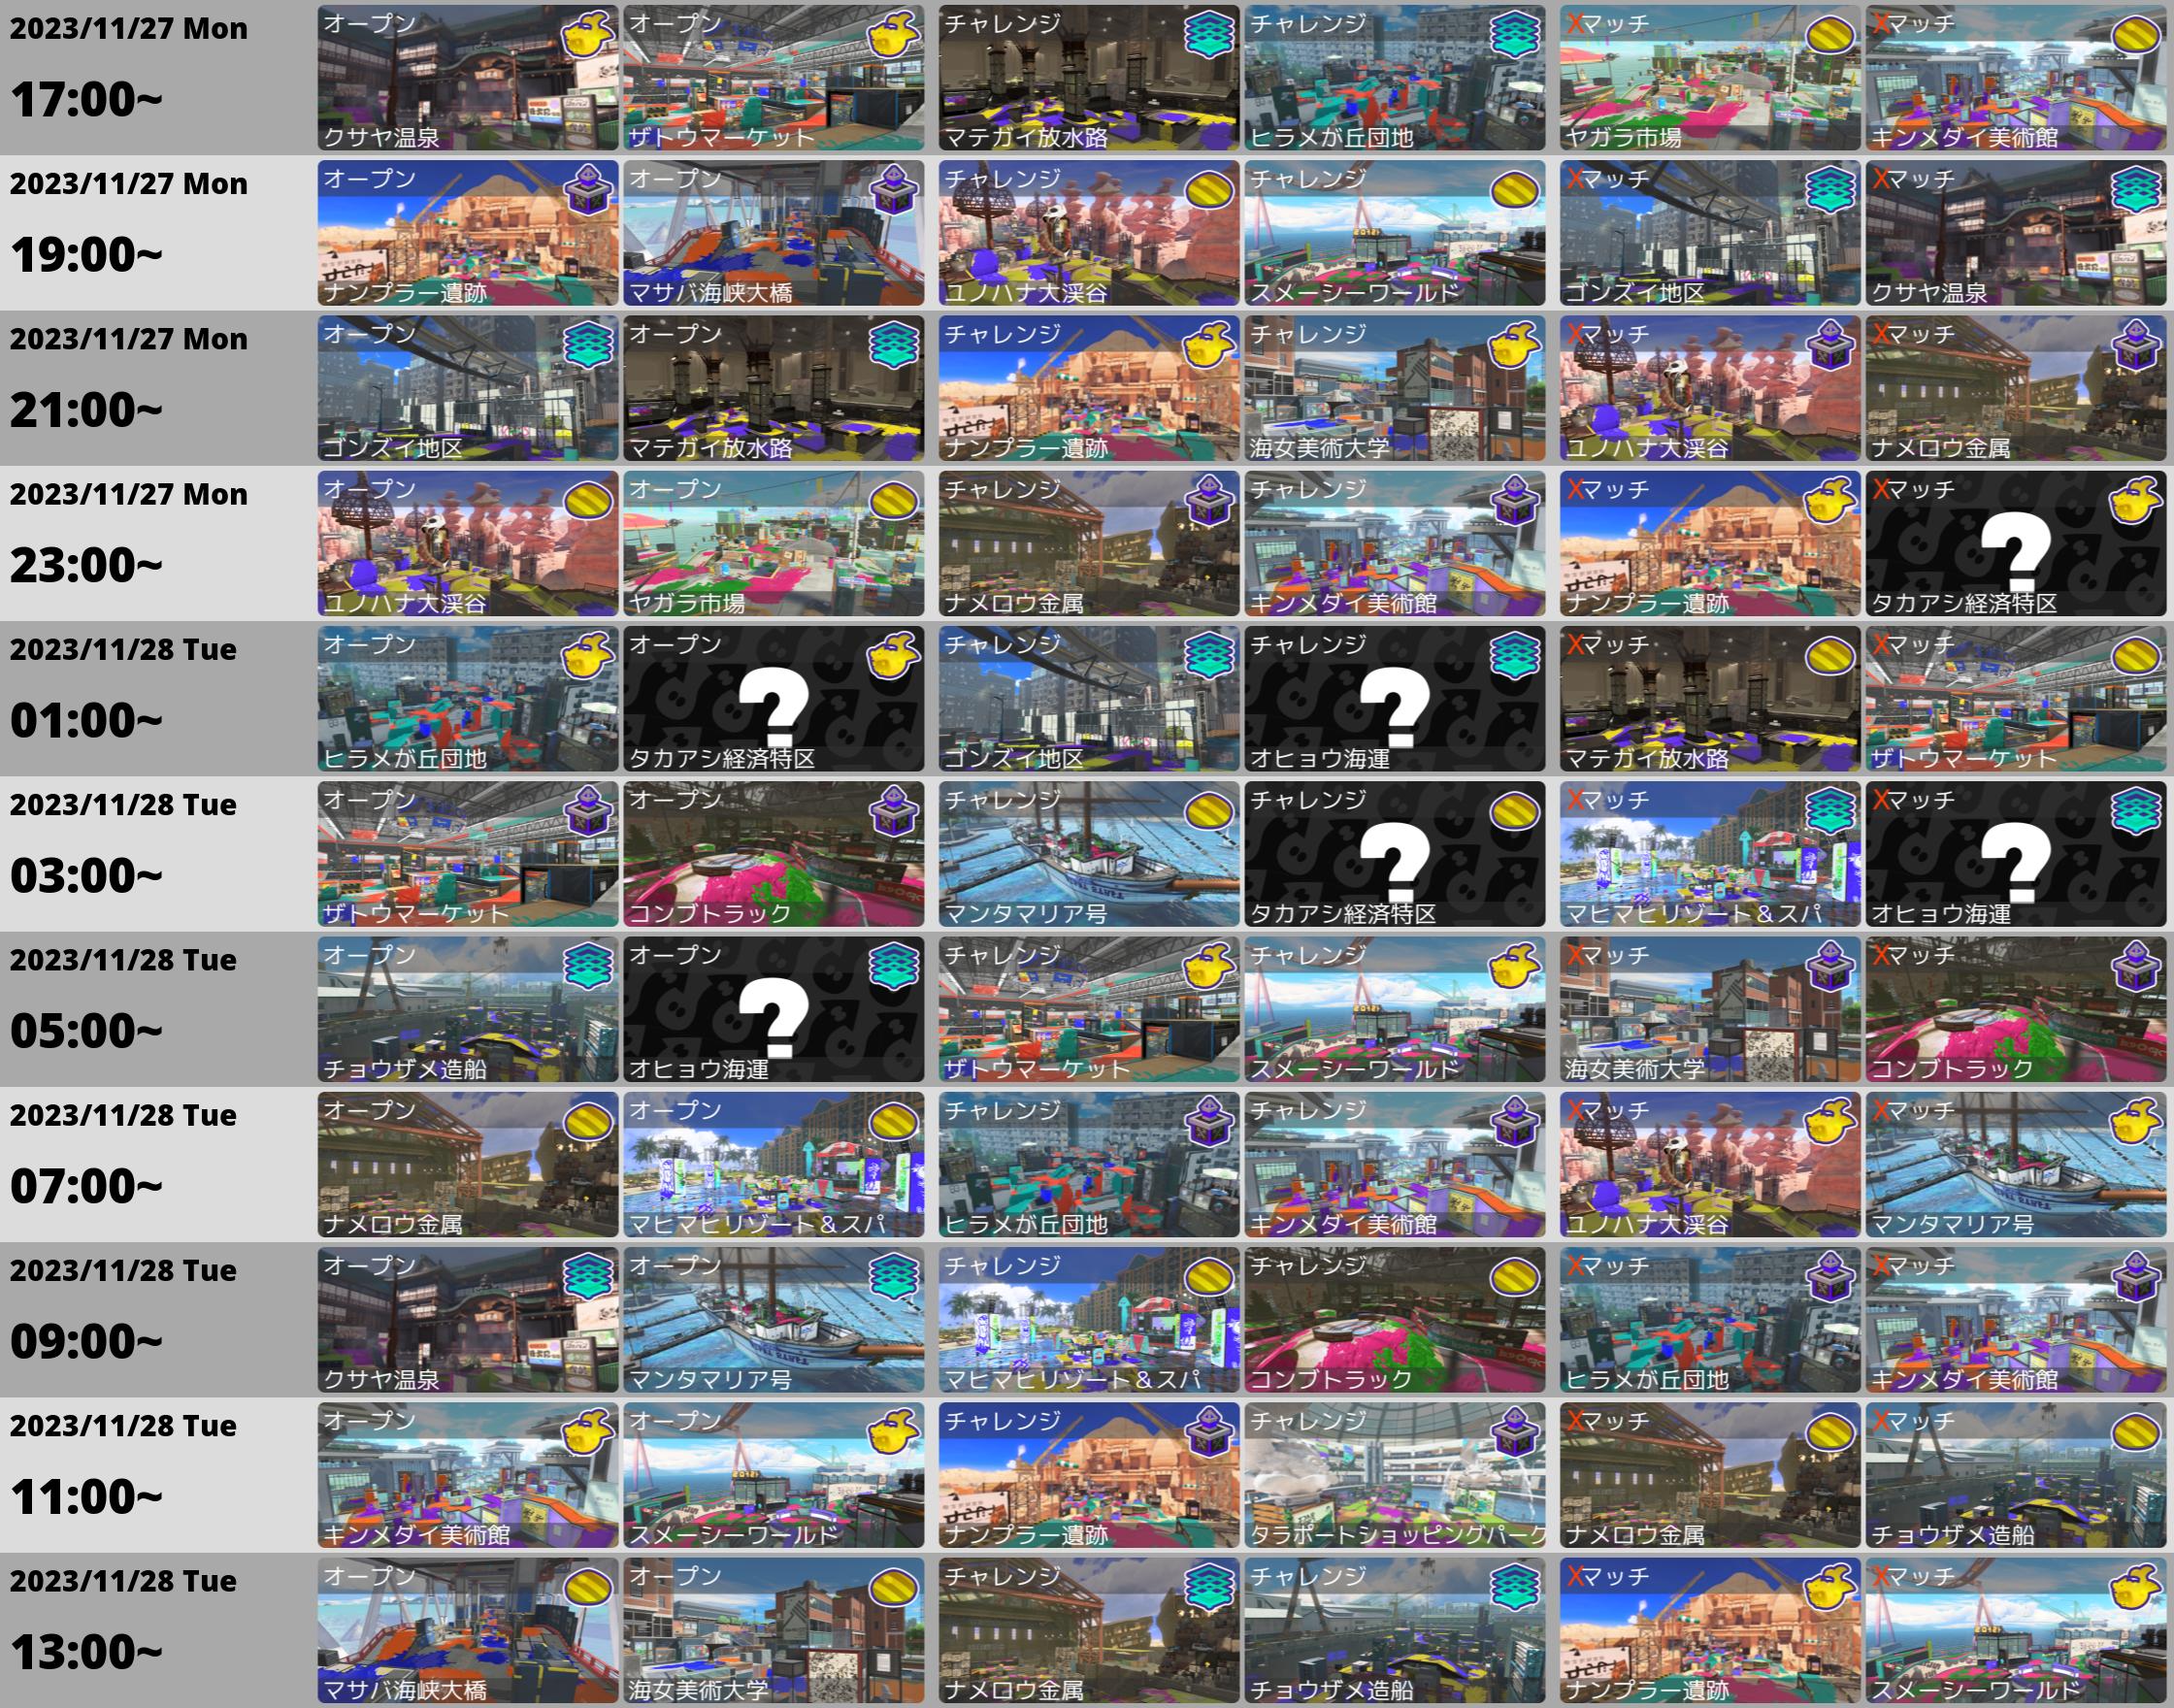 2023/11/27 Mon
17:00~
オープン
クサヤ温泉
オープン
ザトウマーケット
チャレンジ
マテガイ放水路
チャレンジ
ヒラメが丘団地
Xマッチ
ヤガラ市場
Xマッチ
キンメダイ美術館
2023/11/27 Mon
19:00~
オープン
ナンプラー遺跡
オープン
マサバ海峡大橋
チャレンジ
ユノハナ大渓谷
チャレンジ
スメーシーワールド
Xマッチ
ゴンズイ地区
Xマッチ
クサヤ温泉
2023/11/27 Mon
21:00~
オープン
ゴンズイ地区
オープン
マテガイ放水路
チャレンジ
ナンプラー遺跡
チャレンジ
海女美術大学
Xマッチ
ユノハナ大渓谷
Xマッチ
ナメロウ金属
2023/11/27 Mon
23:00~
オープン
ユノハナ大渓谷
オープン
ヤガラ市場
チャレンジ
ナメロウ金属
チャレンジ
キンメダイ美術館
Xマッチ
ナンプラー遺跡
Xマッチ
?
タカアシ経済特区
2023/11/28 Tue
01:00~
オープン
ヒラメが丘団地
オープン
?
タカアシ経済特区
チャレンジ
ゴンズイ地区
チャレンジ
?
オヒョウ海運
Xマッチ
マテガイ放水路
Xマッチ
ザトウマーケット
2023/11/28 Tue
03:00~
オープン
ザトウマーケット
オープン
コンブトラック
チャレンジ
マンタマリア号
チャレンジ
?
タカアシ経済特区
Xマッチ
マヒマヒリゾート&スパ
Xマッチ
?
オヒョウ海運
2023/11/28 Tue
05:00~
オープン
チョウザメ造船
オープン
?
オヒョウ海運
チャレンジ
ザトウマーケット
チャレンジ
スメーシーワールド
Xマッチ
海女美術大学
Xマッチ
コンブトラック
2023/11/28 Tue
07:00~
オープン
ナメロウ金属
オープン
マヒマヒリゾート&スパ
チャレンジ
ヒラメが丘団地
チャレンジ
キンメダイ美術館
Xマッチ
ユノハナ大渓谷
Xマッチ
マンタマリア号
2023/11/28 Tue
09:00~
オープン
クサヤ温泉
オープン
マンタマリア号
チャレンジ
マヒマヒリゾート&スパ
チャレンジ
コンブトラック
Xマッチ
ヒラメが丘団地
Xマッチ
キンメダイ美術館
2023/11/28 Tue
11:00~
オープン
キンメダイ美術館
オープン
スメーシーワールド
チャレンジ
ナンプラー遺跡
チャレンジ
タラポートショッピングパーク
Xマッチ
ナメロウ金属
Xマッチ
チョウザメ造船
2023/11/28 Tue
13:00~
オープン
マサバ海峡大橋
オープン
海女美術大学
チャレンジ
ナメロウ金属
チャレンジ
チョウザメ造船
Xマッチ
ナンプラー遺跡
Xマッチ
スメーシーワールド